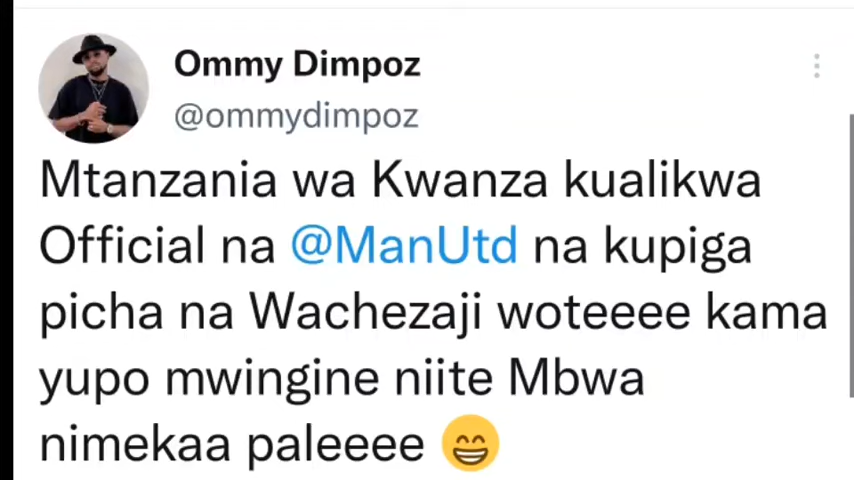 Ommy Dimpoz
@ommydimpoz
Mtanzania wa Kwanza kualikwa
Official na @ManUtd na kupiga
picha na Wachezaji woteeee kama
yupo mwingine niite Mbwa
nimekaa paleeee 😁